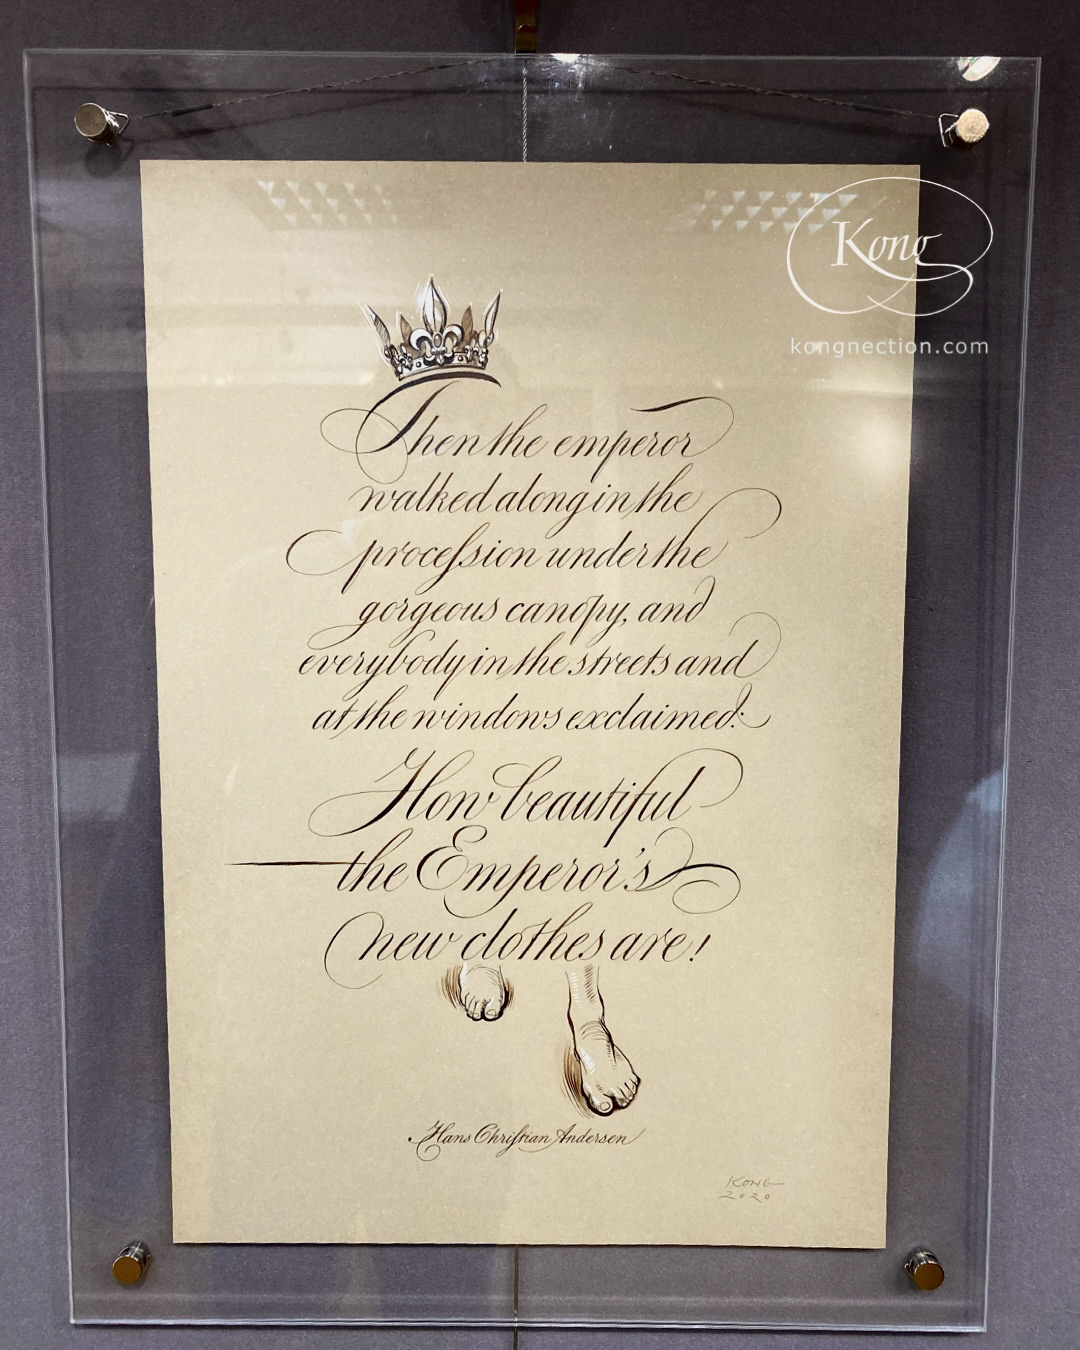 Kong
kongnection.com
Then the emperor
walked along in the
proceſsion under the
gorgeous canopy, and
everybody in the streets and
at the windows exclaimed:
How beautiful
the Emperor's
new clothes are!
Hans Chriſtian Andersen
KONG
2020